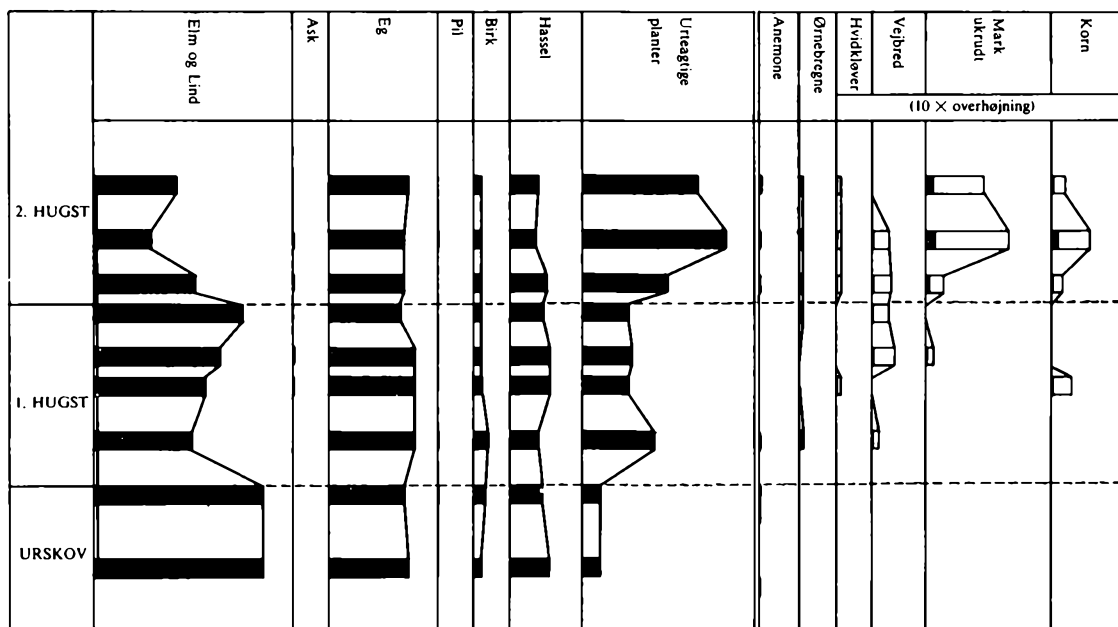 Elm og Lind
Ask
Eg
Pil
Birk
Hassel
Urteagtige
planter
Anemone
Ørnebregne
Hvidkløver
Vejbred
Mark
ukrudt
Korn
(10 X overhøjning)
2. HUGST
1. HUGST
URSKOV